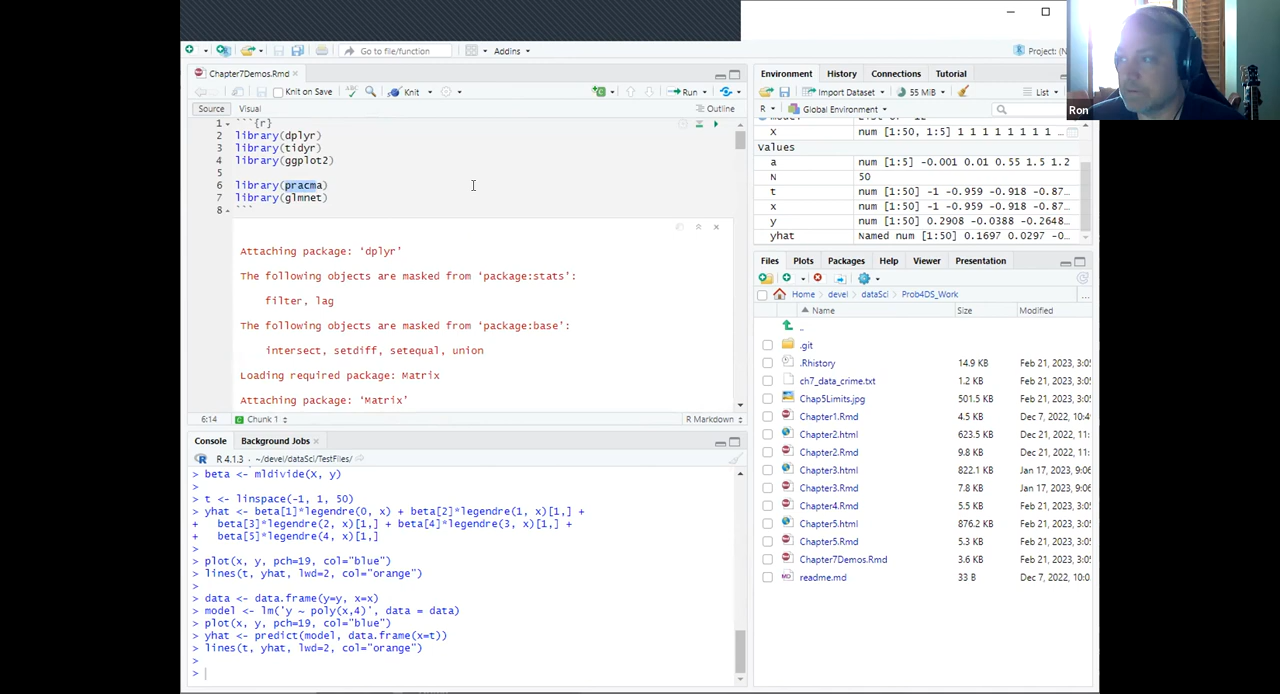 Go to file/function
Addins
Project: (N
Ron
Chapter7Demos.Rmd
Knit on Save
Knit
Run
Source
Visual
Outline
1 ```{r}
2 library(dplyr)
3 library(tidyr)
4 library(ggplot2)
5
6 library(pracma)
7 library(glmnet)
8 ```
Attaching package: ‘dplyr’
The following objects are masked from ‘package:stats’:
filter, lag
The following objects are masked from ‘package:base’:
intersect, setdiff, setequal, union
Loading required package: Matrix
Attaching package: ‘Matrix’
6:14
Chunk 1
R Markdown
Console
Background Jobs
R 4.1.3 · ~/devel/dataSci/TestFiles/
> beta <- mldivide(x, y)
>
> t <- linspace(-1, 1, 50)
> yhat <- beta[1]*legendre(0, x) + beta[2]*legendre(1, x)[1,] +
+ beta[3]*legendre(2, x)[1,] + beta[4]*legendre(3, x)[1,] +
+ beta[5]*legendre(4, x)[1,]
>
> plot(x, y, pch=19, col="blue")
> lines(t, yhat, lwd=2, col="orange")
>
> data <- data.frame(y=y, x=x)
> model <- lm('y ~ poly(x,4)', data = data)
> plot(x, y, pch=19, col="blue")
> yhat <- predict(model, data.frame(x=t))
> lines(t, yhat, lwd=2, col="orange")
>
>
Environment
History
Connections
Tutorial
Import Dataset
55 MiB
List
R
Global Environment
X num [1:50, 1:5] 1 1 1 1 1 1 1 …
Values
a num [1:5] -0.001 0.01 0.55 1.5 1.2
N 50
t num [1:50] -1 -0.959 -0.918 -0.87…
x num [1:50] -1 -0.959 -0.918 -0.87…
y num [1:50] 0.2908 -0.0388 -0.2648…
yhat Named num [1:50] 0.1697 0.0297 -0…
Files
Plots
Packages
Help
Viewer
Presentation
Home
devel
dataSci
Prob4DS_Work
...
Name Size Modified
..
.git
.Rhistory 14.9 KB Feb 21, 2023, 3:05
ch7_data_crime.txt 1.2 KB Feb 21, 2023, 3:05
Chap5Limits.jpg 501.5 KB Feb 21, 2023, 3:05
Chapter1.Rmd 4.5 KB Dec 7, 2022, 10:4
Chapter2.html 623.5 KB Dec 21, 2022, 11:
Chapter2.Rmd 9.8 KB Dec 21, 2022, 11:
Chapter3.html 822.1 KB Jan 17, 2023, 9:06
Chapter3.Rmd 7.8 KB Jan 17, 2023, 9:06
Chapter4.Rmd 5.5 KB Feb 21, 2023, 3:05
Chapter5.html 876.2 KB Feb 21, 2023, 3:05
Chapter5.Rmd 5.3 KB Feb 21, 2023, 3:05
Chapter7Demos.Rmd 3.6 KB Feb 21, 2023, 3:05
readme.md 33 B Dec 7, 2022, 10:0